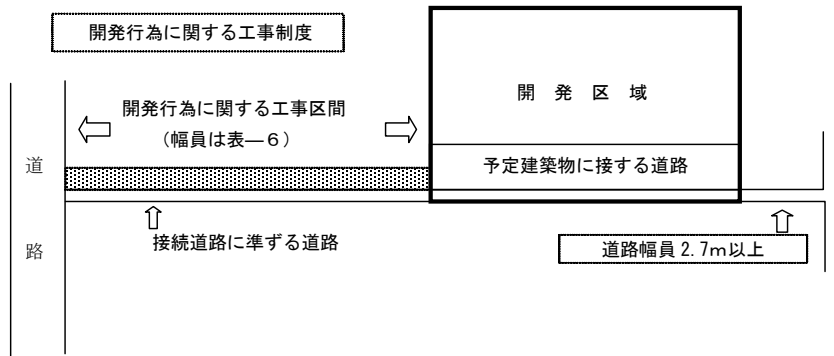 開発行為に関する工事制度
開発区域
開発行為に関する工事区間
（幅員は表―６）
道路
予定建築物に接する道路
接続道路に準ずる道路
道路幅員２.７ｍ以上